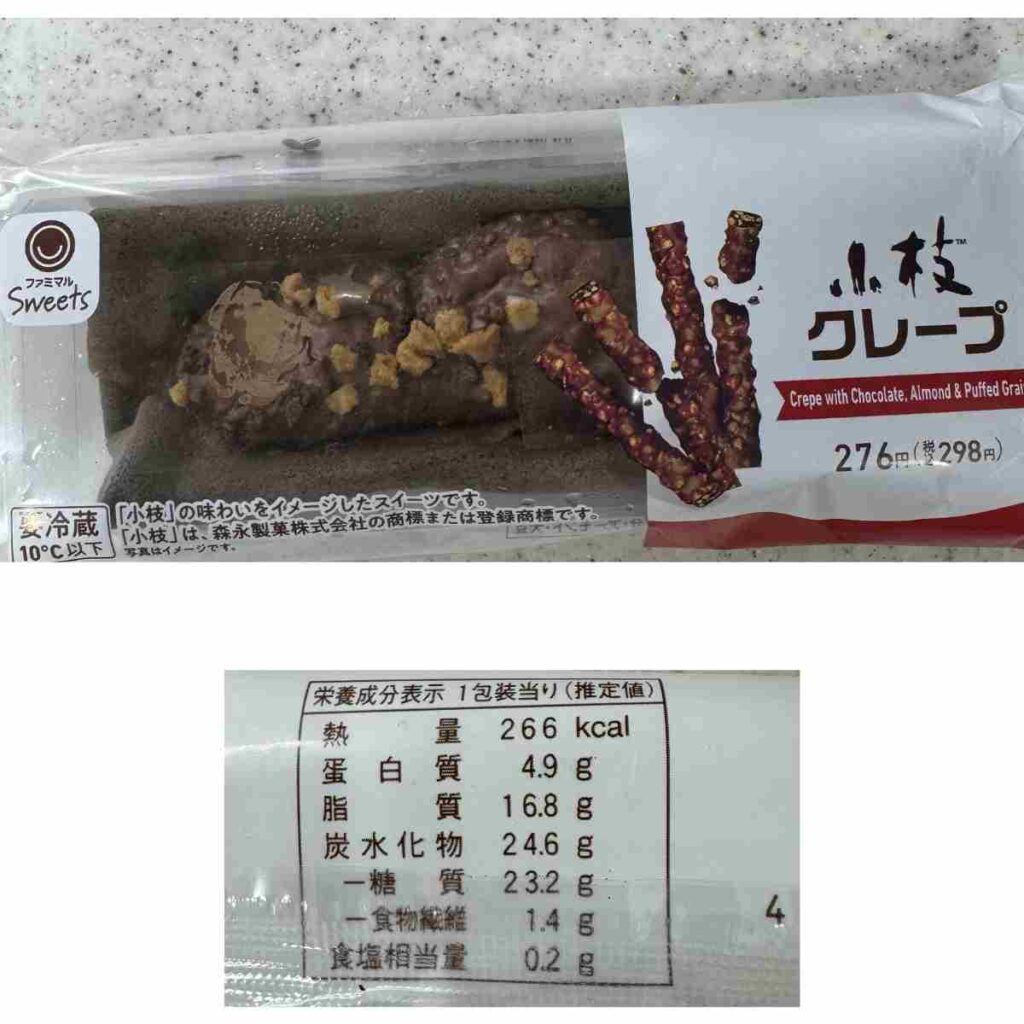 ファミマル
Sweets
小枝™
クレープ
Crepe with Chocolate, Almond & Puffed Grai
276円(税込298円)
要冷蔵
10℃以下
「小枝」の味わいをイメージしたスイーツです。
「小枝」は、森永製菓株式会社の商標または登録商標です。
写真はイメージです。
栄養成分表示 1包装当り(推定値)
熱量 266 kcal
蛋白質 4.9 g
脂質 16.8 g
炭水化物 24.6 g
－糖質 23.2 g
－食物繊維 1.4 g
食塩相当量 0.2 g
4